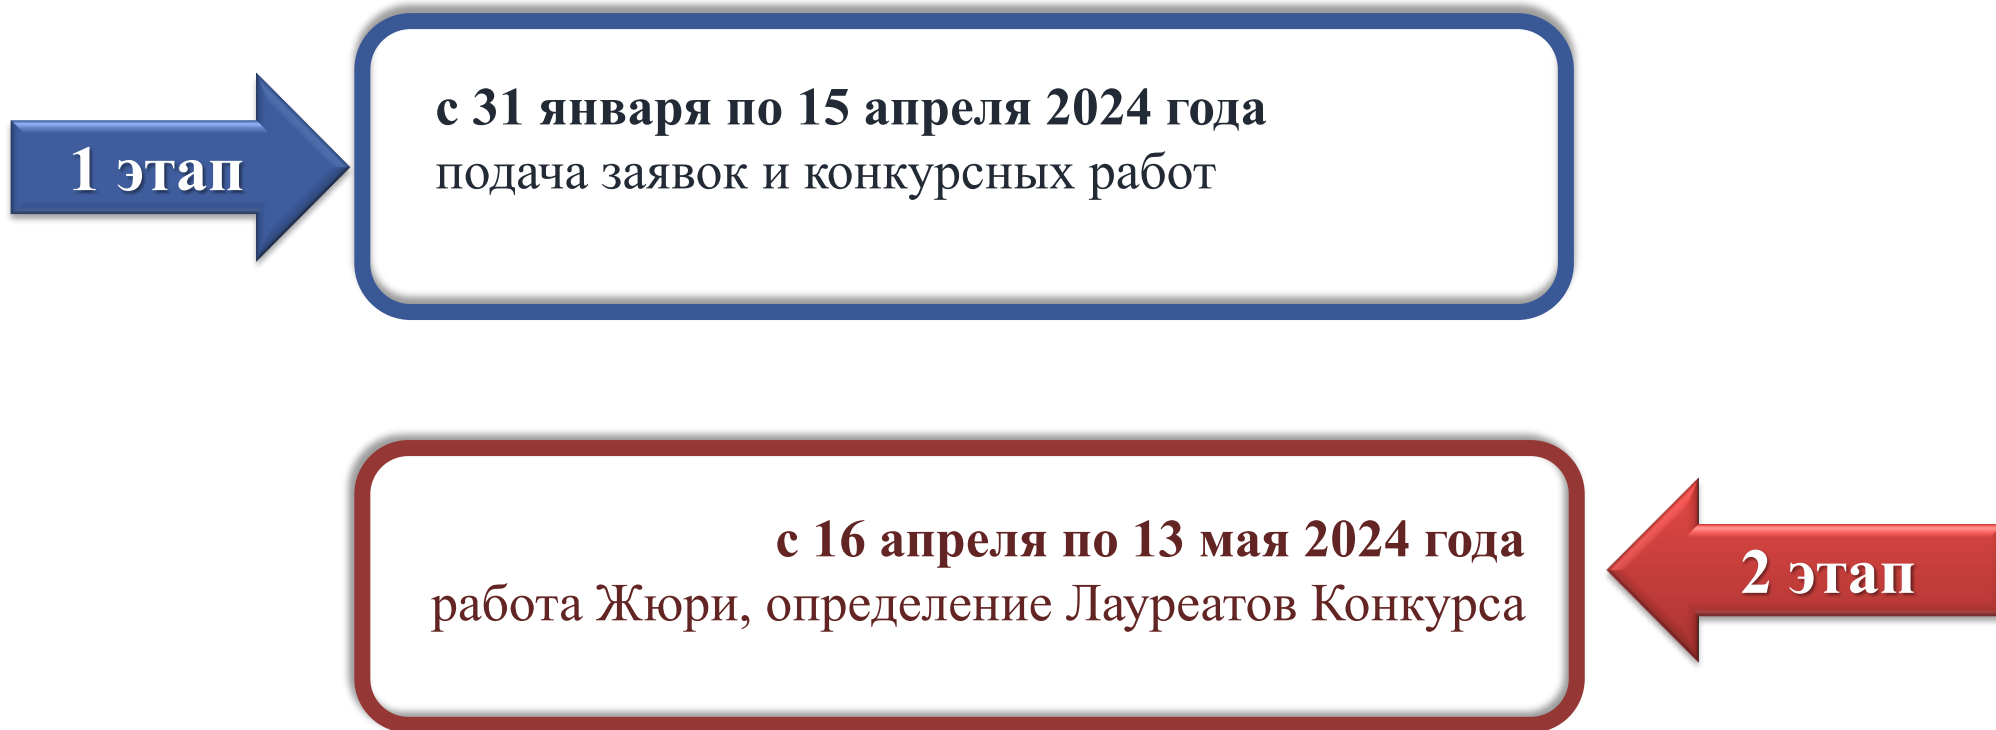 1 этап
с 31 января по 15 апреля 2024 года
подача заявок и конкурсных работ
с 16 апреля по 13 мая 2024 года
работа Жюри, определение Лауреатов Конкурса
2 этап